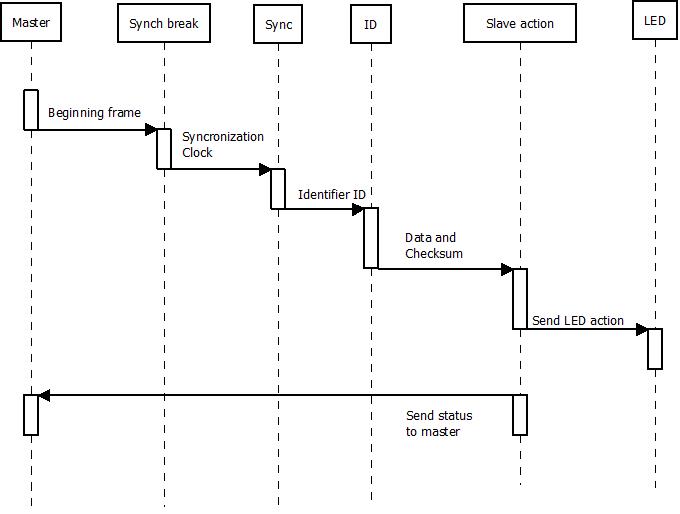 Master
Synch break
Sync
ID
Slave action
LED
Beginning frame
Syncronization
Clock
Identifier ID
Data and
Checksum
Send LED action
Send status
to master